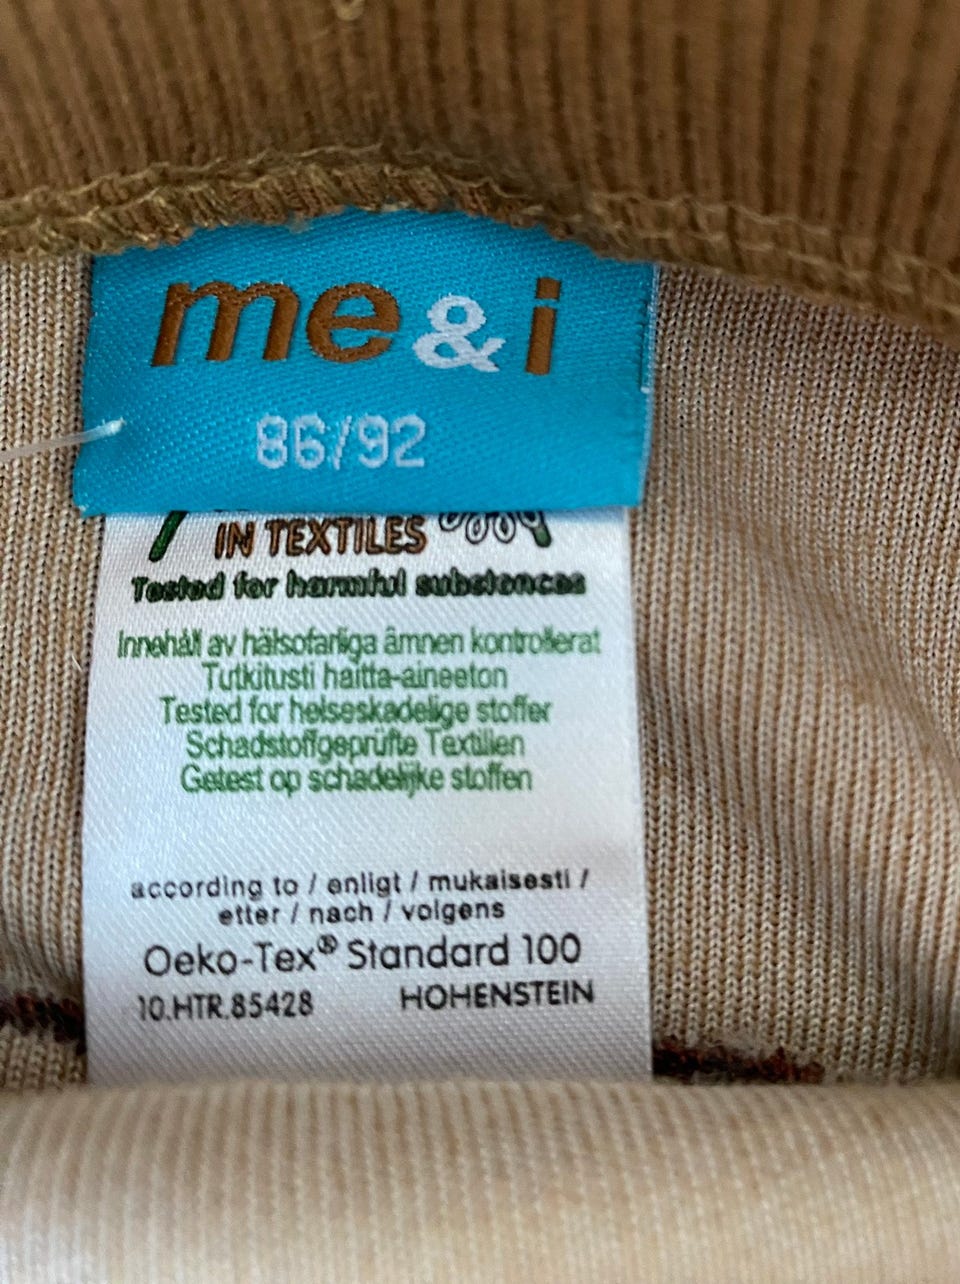 me&i
86/92
IN TEXTILES
Tested for harmful substances
Innehåll av hälsofarliga ämnen kontrollerat
Tutkitusti haitta-aineeton
Tested for helseskadelige stoffer
Schadstoffgeprüfte Textilien
Getest op schadelijke stoffen
according to / enligt / mukaisesti /
etter / nach / volgens
Oeko-Tex® Standard 100
10.HTR.85428 HOHENSTEIN